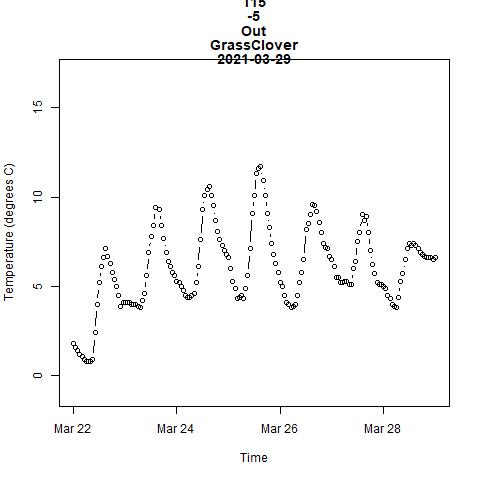 T15
-5
Out
GrassClover
2021-03-29
Temperature (degrees C)
15
10
5
0
Mar 22 Mar 24 Mar 26 Mar 28
Time